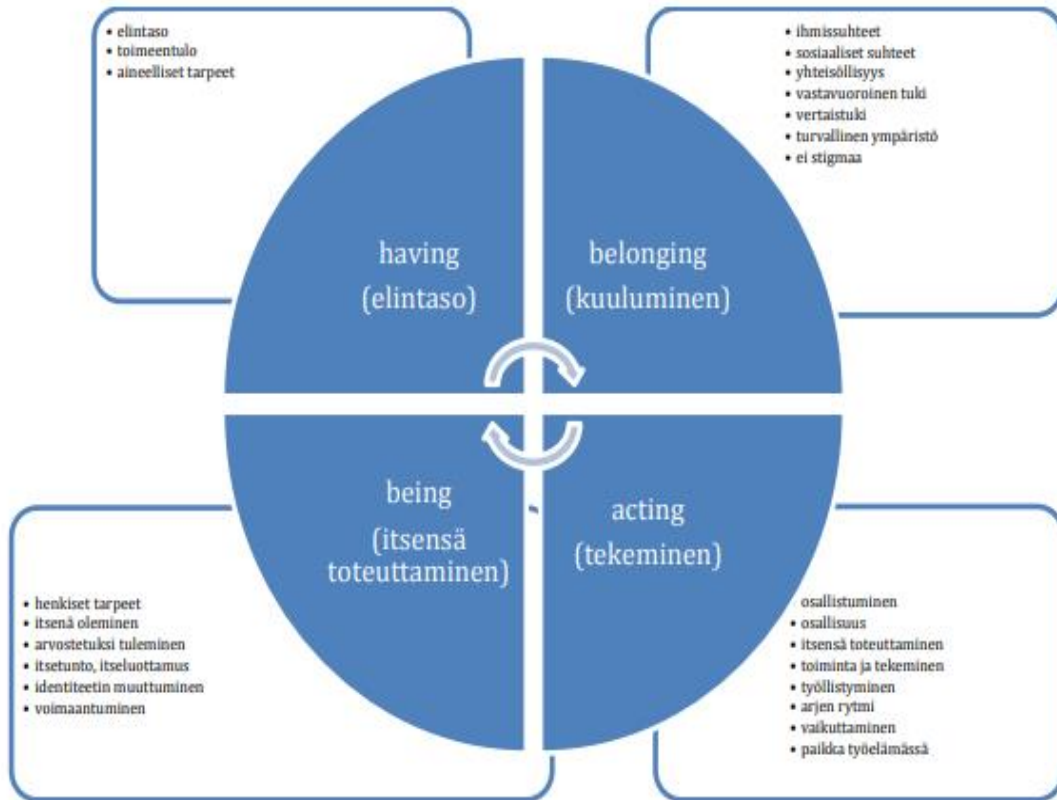 • elintaso
• toimeentulo
• aineelliset tarpeet
• ihmissuhteet
• sosiaaliset suhteet
• yhteisöllisyys
• vastavuoroinen tuki
• vertaistuki
• turvallinen ympäristö
• ei stigmaa
having
(elintaso)
belonging
(kuuluminen)
being
(itsensä
toteuttaminen)
acting
(tekeminen)
• henkiset tarpeet
• itsenä oleminen
• arvostetuksi tuleminen
• itsetunto, itseluottamus
• identiteetin muuttuminen
• voimaantuminen
osallistuminen
• osallisuus
• itsensä toteuttaminen
• toiminta ja tekeminen
• työllistyminen
• arjen rytmi
• vaikuttaminen
• paikka työelämässä